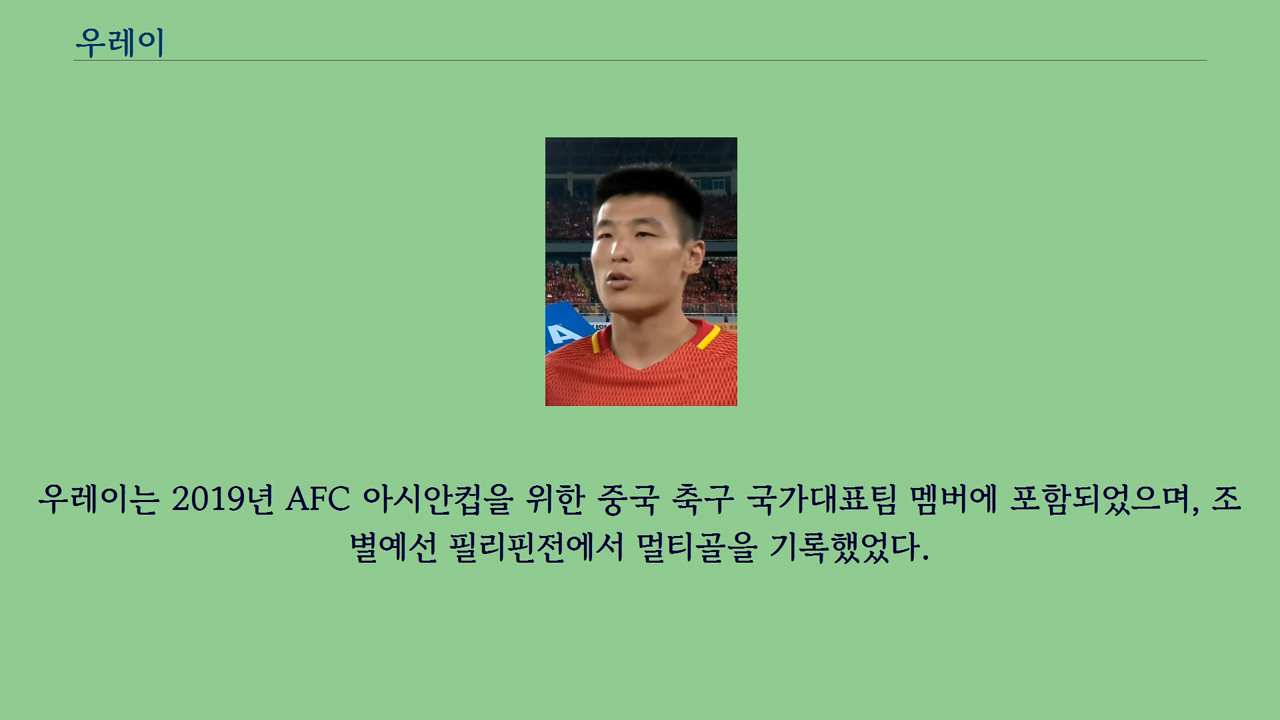 우레이
A
우레이는 2019년 AFC 아시안컵을 위한 중국 축구 국가대표팀 멤버에 포함되었으며, 조
별예선 필리핀전에서 멀티골을 기록했었다.